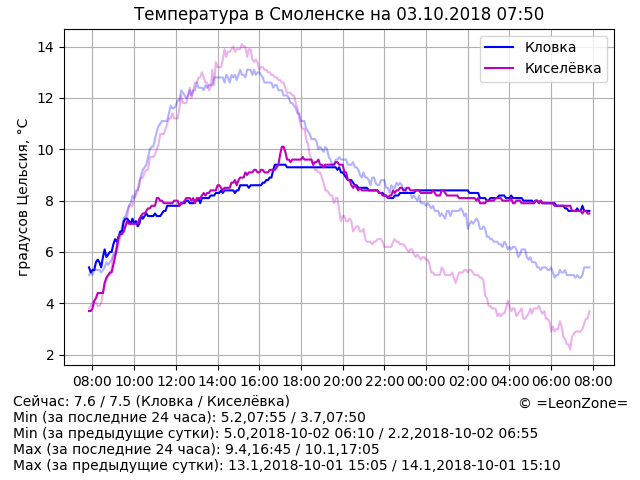 Температура в Смоленске на 03.10.2018 07:50
градусов Цельсия, °C
14
12
10
8
6
4
2
Кловка
Киселёвка
08:00 10:00 12:00 14:00 16:00 18:00 20:00 22:00 00:00 02:00 04:00 06:00 08:00
Сейчас: 7.6 / 7.5 (Кловка / Киселёвка)
© =LeonZone=
Min (за последние 24 часа): 5.2,07:55 / 3.7,07:50
Min (за предыдущие сутки): 5.0,2018-10-02 06:10 / 2.2,2018-10-02 06:55
Max (за последние 24 часа): 9.4,16:45 / 10.1,17:05
Max (за предыдущие сутки): 13.1,2018-10-01 15:05 / 14.1,2018-10-01 15:10